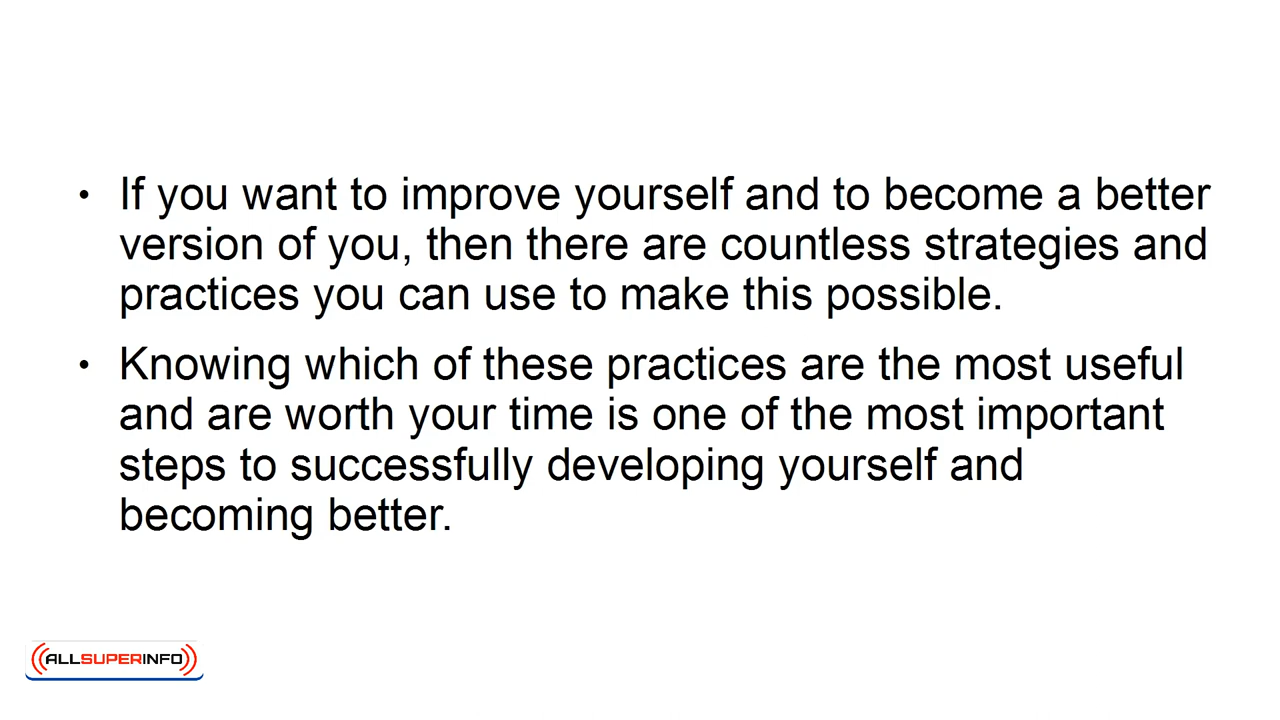 • If you want to improve yourself and to become a better
version of you, then there are countless strategies and
practices you can use to make this possible.
• Knowing which of these practices are the most useful
and are worth your time is one of the most important
steps to successfully developing yourself and
becoming better.
ALLSUPERINFO